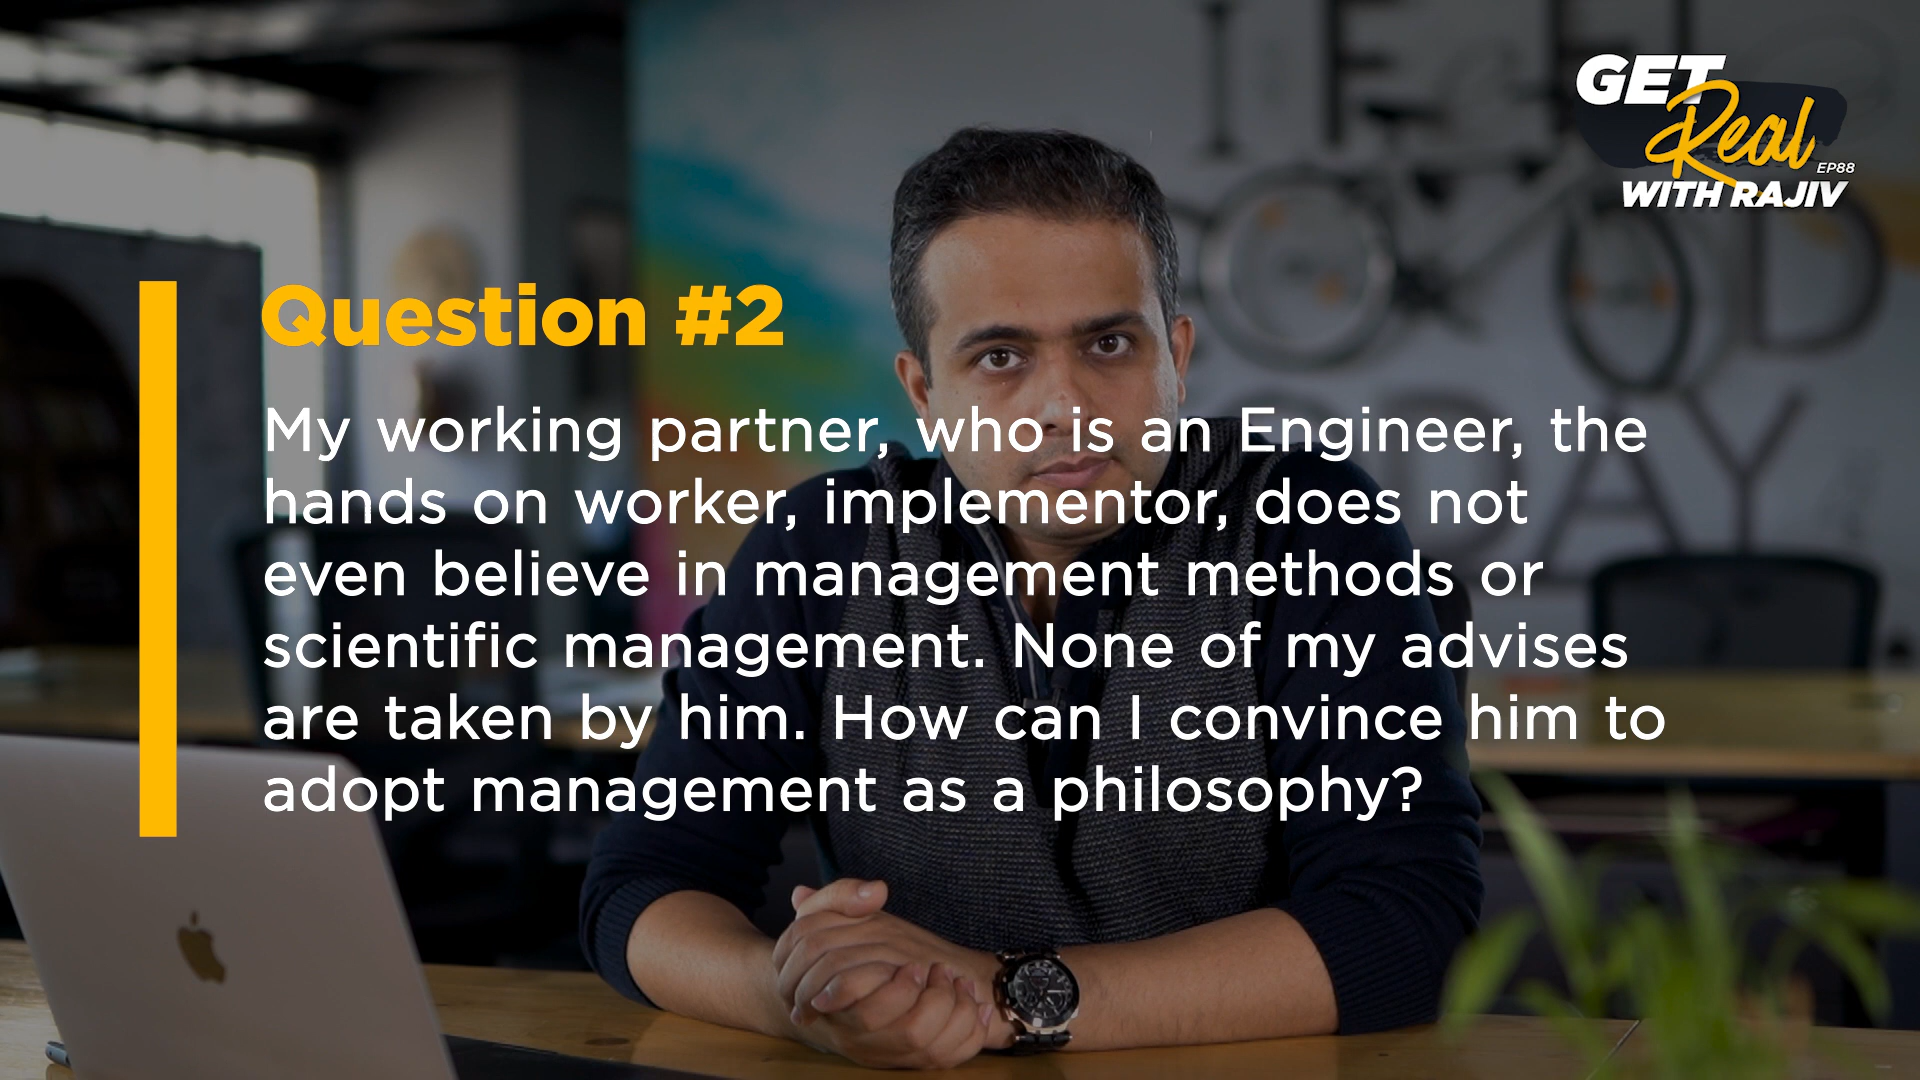 GET
Real
EP88
WITH RAJIV
Question #2
My working partner, who is an Engineer, the
hands on worker, implementor, does not
even believe in management methods or
scientific management. None of my advises
are taken by him. How can I convince him to
adopt management as a philosophy?